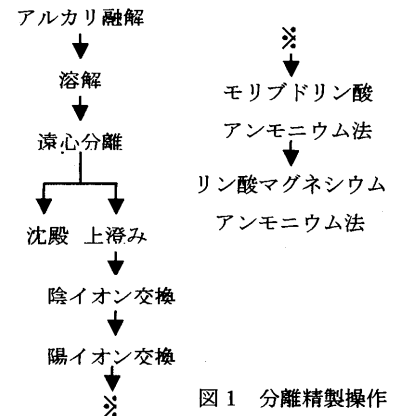 アルカリ融解
溶解
遠心分離
沈殿 上澄み
陰イオン交換
陽イオン交換
※
※
モリブドリン酸
アンモニウム法
リン酸マグネシウム
アンモニウム法
図1 分離精製操作